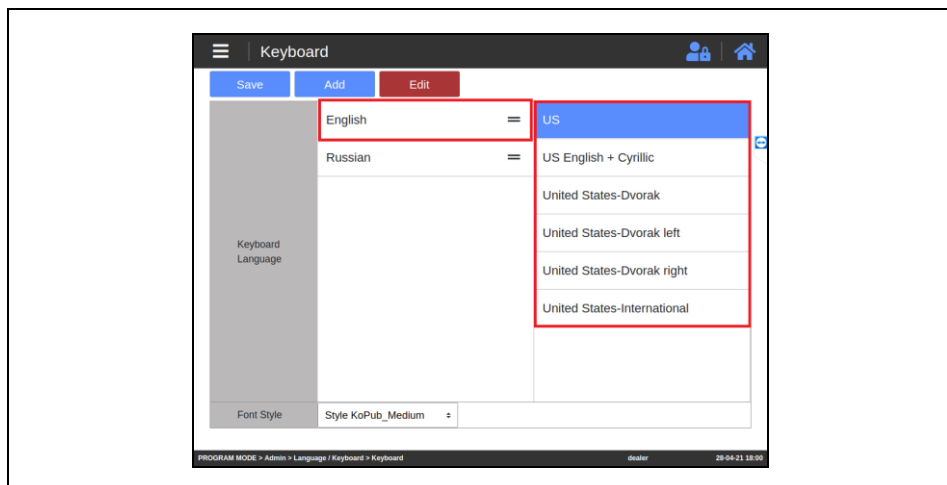 Keyboard
Save Add Edit
English US
Russian US English + Cyrillic
United States-Dvorak
United States-Dvorak left
Keyboard
Language
United States-Dvorak right
United States-International
Font Style Style KoPub_Medium
PROGRAM MODE > Admin > Language / Keyboard > Keyboard dealer 28-04-21 18:00